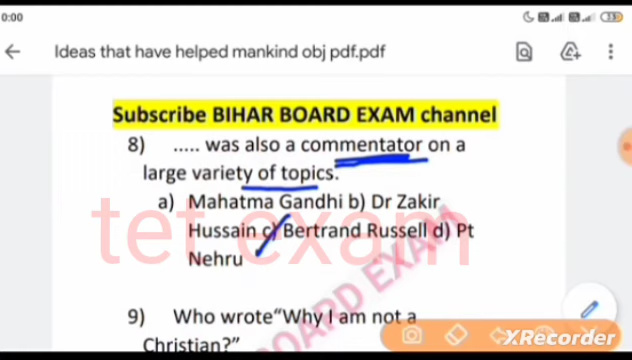 0:00
Ideas that have helped mankind obj pdf.pdf
Subscribe BIHAR BOARD EXAM channel
8) ..... was also a commentator on a
large variety of topics.
a) Mahatma Gandhi b) Dr Zakir
Hussain c) Bertrand Russell d) Pt
Nehru
tet exam
BOARD EXAM
9) Who wrote“Why I am not a
Christian?”
XRecorder